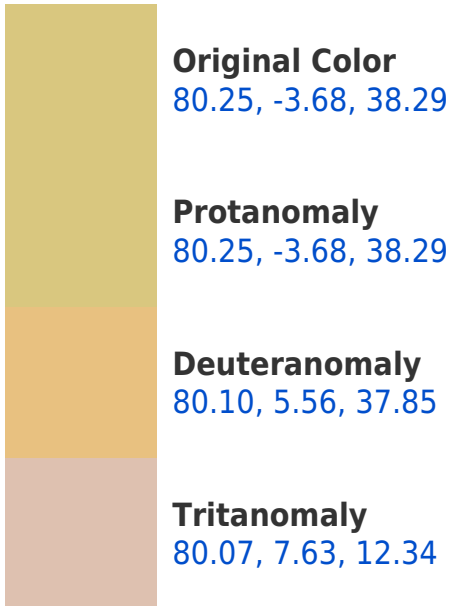 Original Color
80.25, -3.68, 38.29
Protanomaly
80.25, -3.68, 38.29
Deuteranomaly
80.10, 5.56, 37.85
Tritanomaly
80.07, 7.63, 12.34